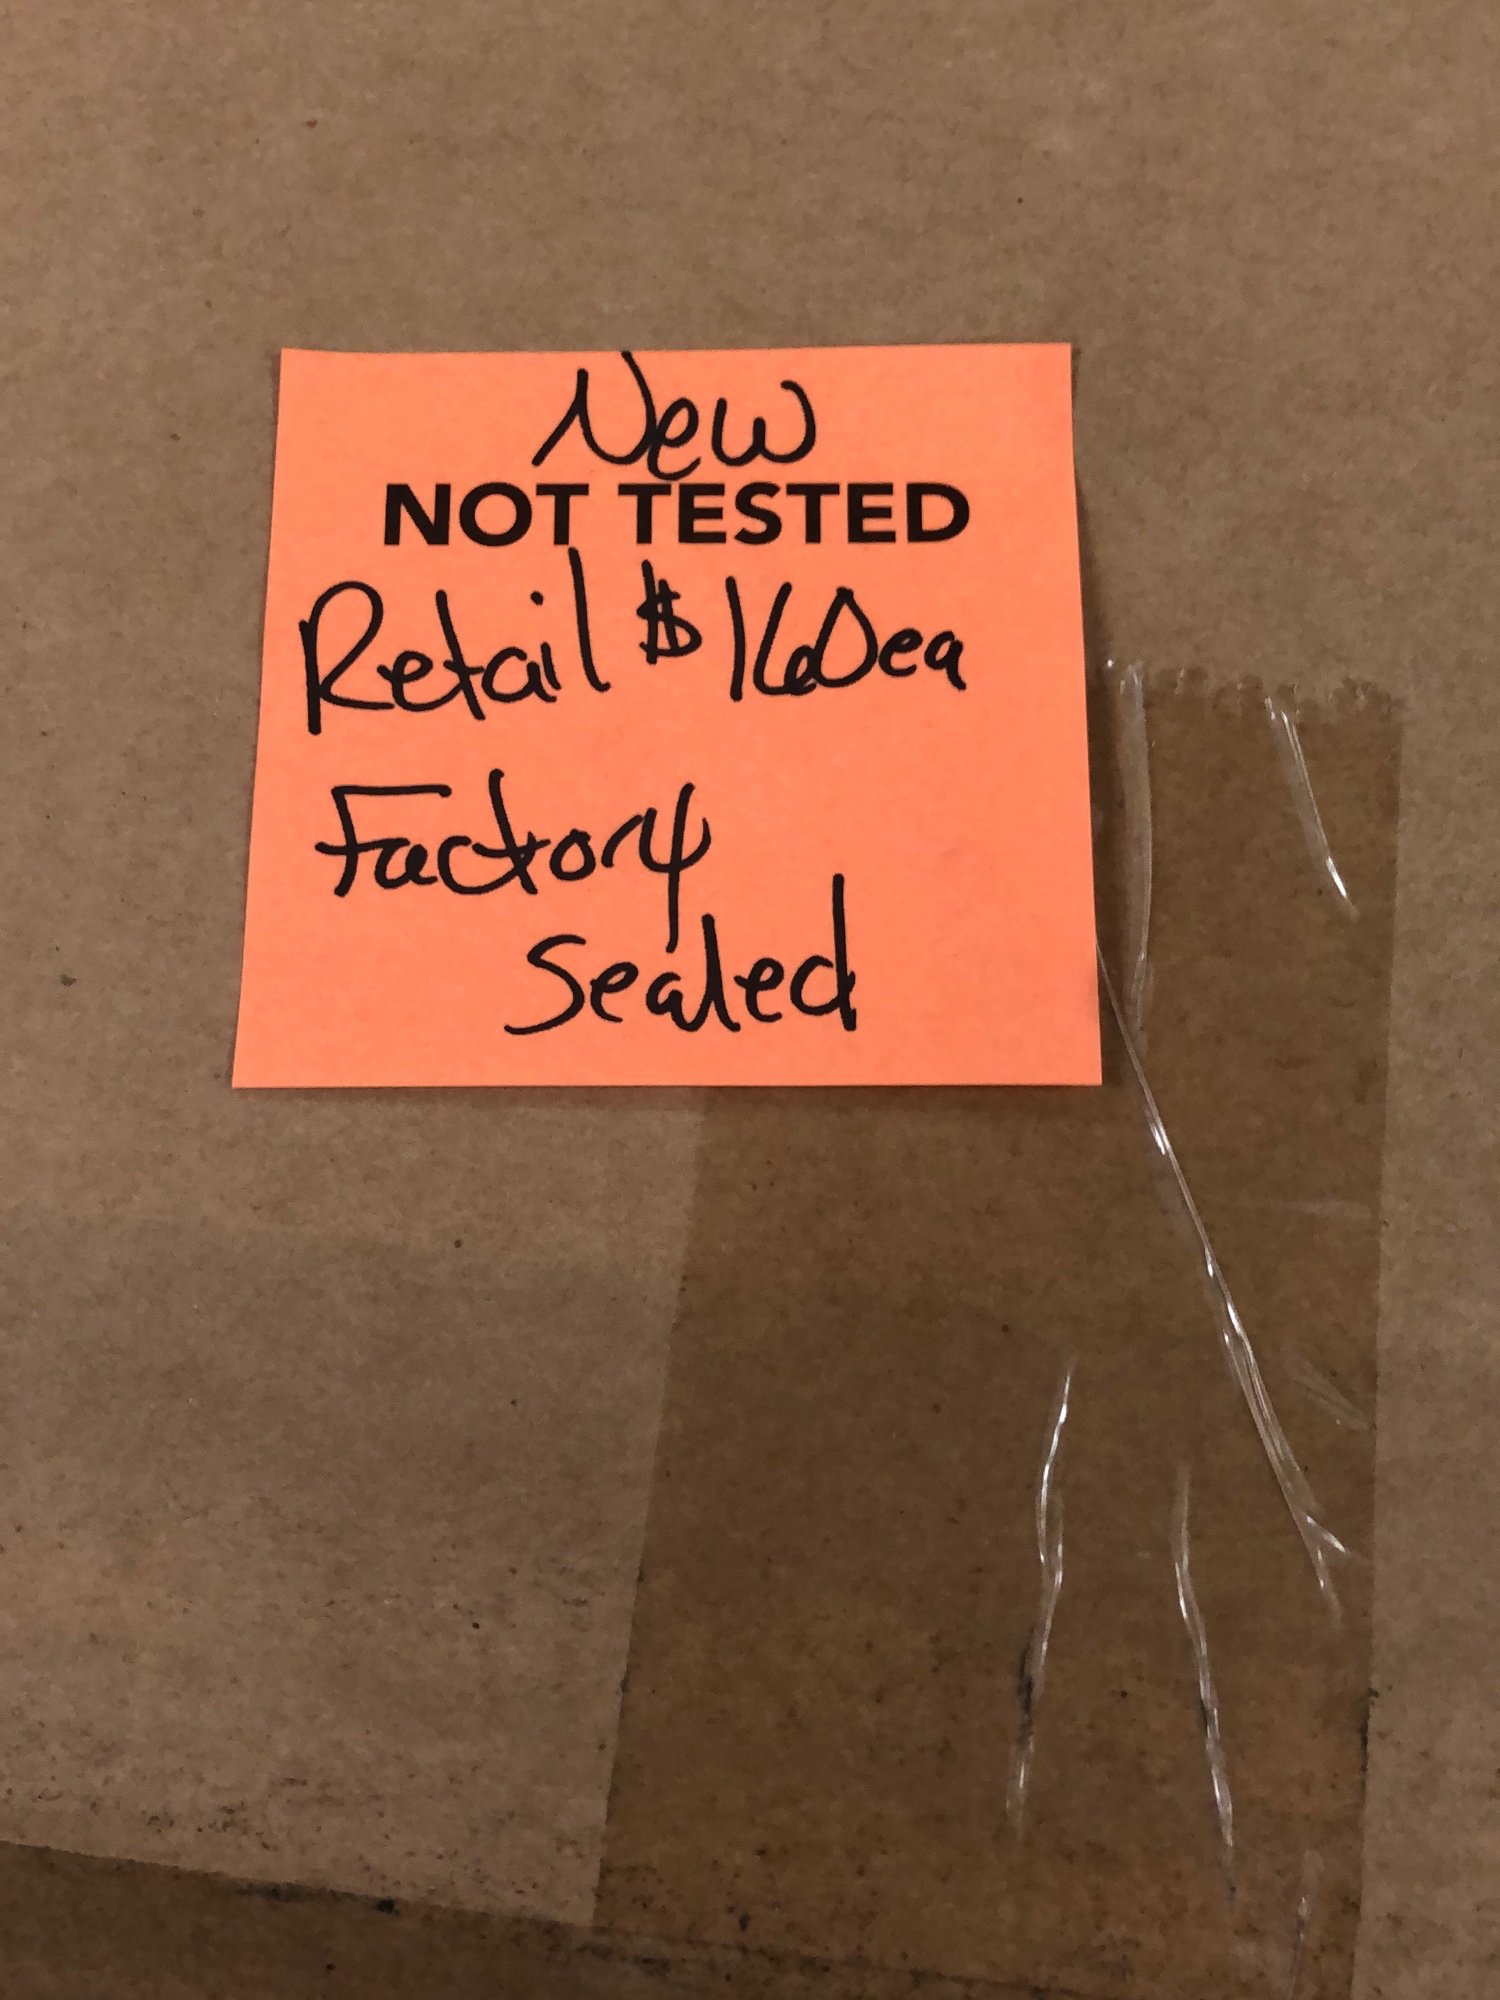 New
NOT TESTED
Retail $160ea
Factory
Sealed